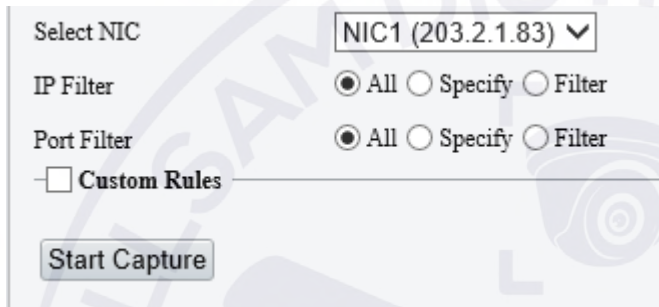 Select NIC NIC1 (203.2.1.83)
IP Filter All Specify Filter
Port Filter All Specify Filter
Custom Rules
Start Capture